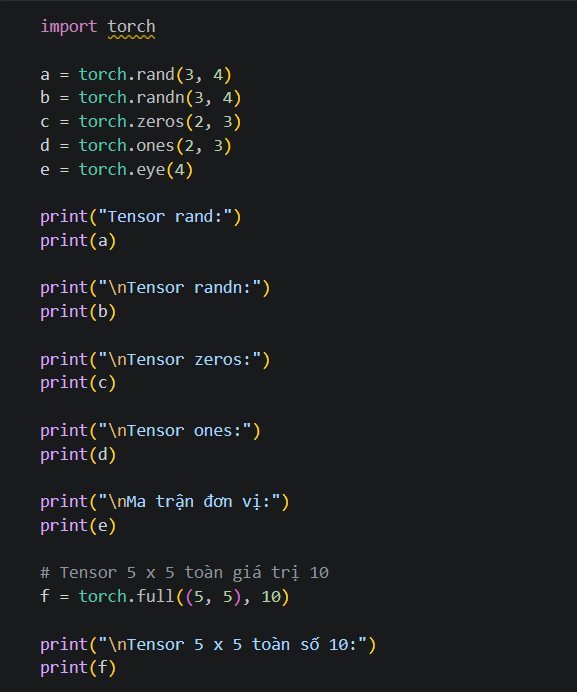 import torch
a = torch.rand(3, 4)
b = torch.randn(3, 4)
c = torch.zeros(2, 3)
d = torch.ones(2, 3)
e = torch.eye(4)
print("Tensor rand:")
print(a)
print("\nTensor randn:")
print(b)
print("\nTensor zeros:")
print(c)
print("\nTensor ones:")
print(d)
print("\nMa trận đơn vị:")
print(e)
# Tensor 5 x 5 toàn giá trị 10
f = torch.full((5, 5), 10)
print("\nTensor 5 x 5 toàn số 10:")
print(f)